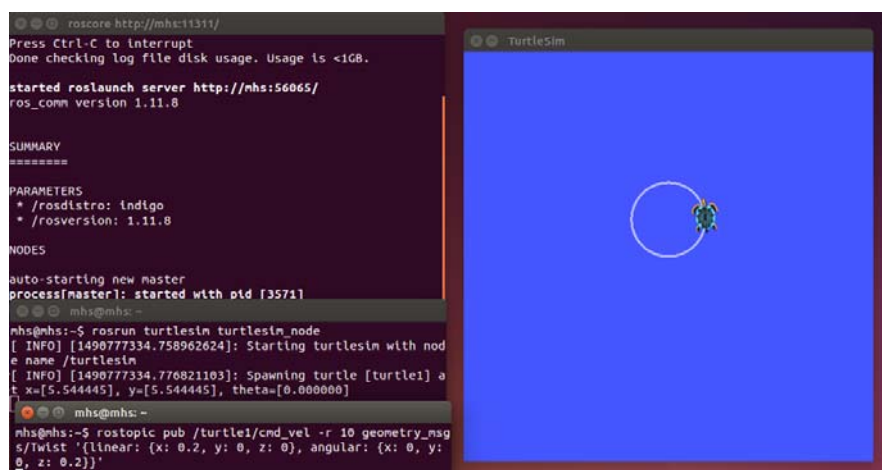 roscore http://mhs:11311/
Press Ctrl-C to interrupt
Done checking log file disk usage. Usage is <1GB.
started roslaunch server http://mhs:56065/
ros_comm version 1.11.8
SUMMARY
========
PARAMETERS
* /rosdistro: indigo
* /rosversion: 1.11.8
NODES
auto-starting new master
process[master]: started with pid [3571]
mhs@mhs: ~
mhs@mhs:~$ rosrun turtlesim turtlesim_node
[ INFO] [1490777334.758962624]: Starting turtlesim with nod
e name /turtlesim
[ INFO] [1490777334.776821103]: Spawning turtle [turtle1] a
t x=[5.544445], y=[5.544445], theta=[0.000000]
mhs@mhs: ~
mhs@mhs:~$ rostopic pub /turtle1/cmd_vel -r 10 geometry_msg
s/Twist '{linear: {x: 0.2, y: 0, z: 0}, angular: {x: 0, y:
0, z: 0.2}}'
TurtleSim